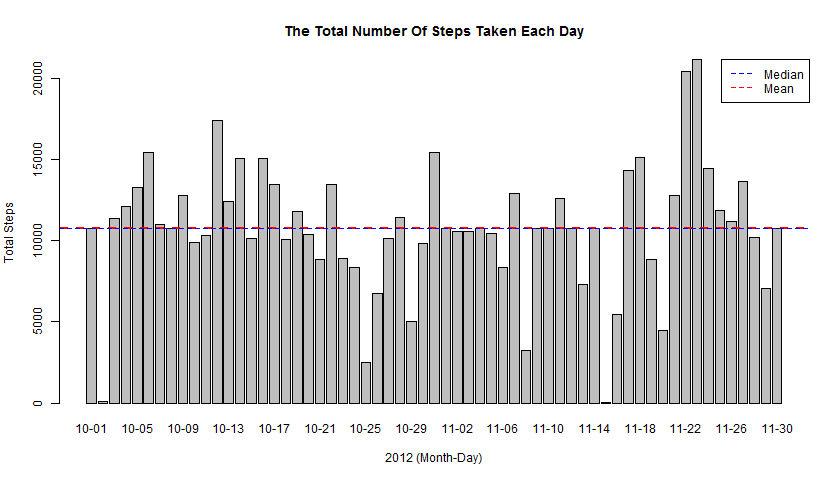 The Total Number Of Steps Taken Each Day
Median
Mean
20000
15000
10000
5000
0
Total Steps
10-01 10-05 10-09 10-13 10-17 10-21 10-25 10-29 11-02 11-06 11-10 11-14 11-18 11-22 11-26 11-30
2012 (Month-Day)